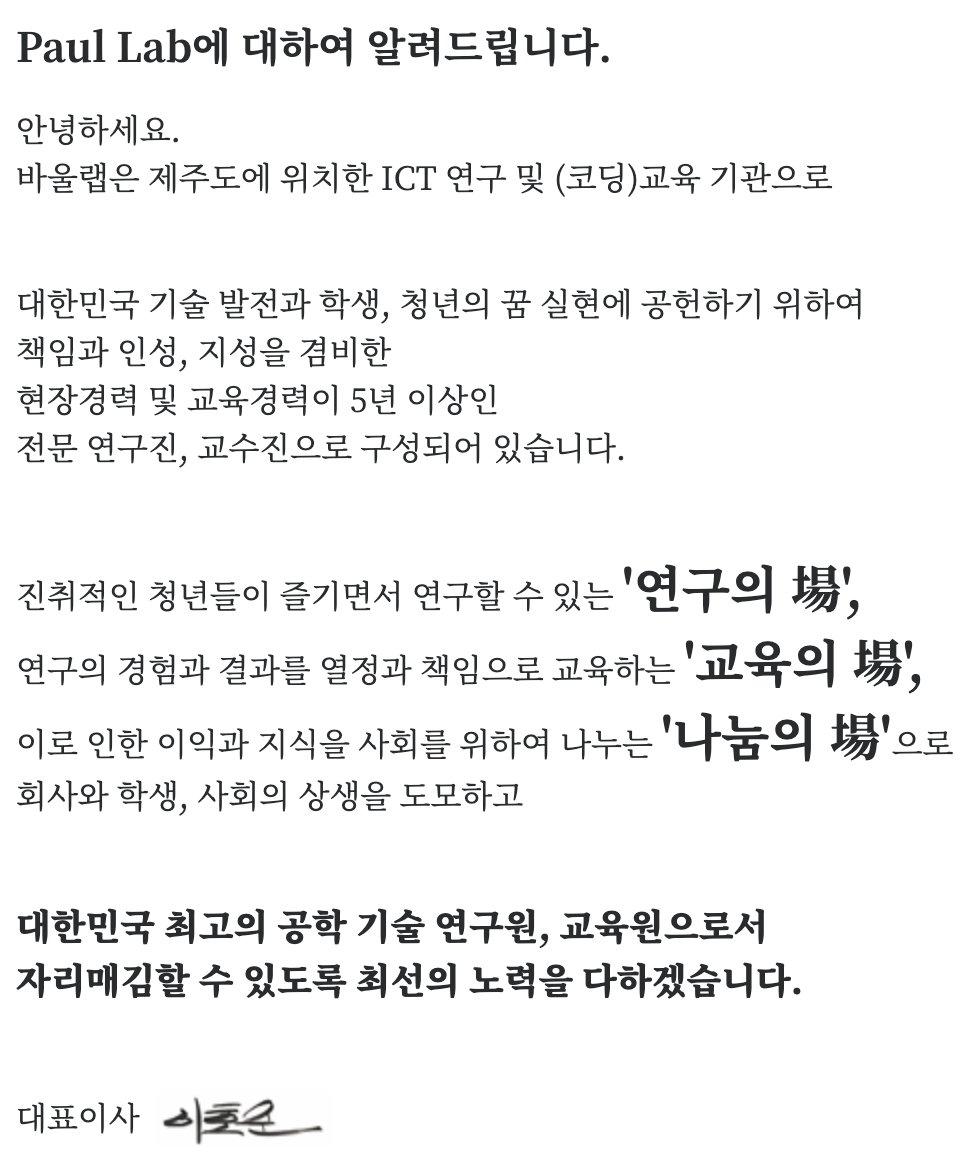 Paul Lab에 대하여 알려드립니다.
안녕하세요.
바울랩은 제주도에 위치한 ICT 연구 및 (코딩)교육 기관으로
대한민국 기술 발전과 학생, 청년의 꿈 실현에 공헌하기 위하여
책임과 인성, 지성을 겸비한
현장경력 및 교육경력이 5년 이상인
전문 연구진, 교수진으로 구성되어 있습니다.
진취적인 청년들이 즐기면서 연구할 수 있는 '연구의 場',
연구의 경험과 결과를 열정과 책임으로 교육하는 '교육의 場',
이로 인한 이익과 지식을 사회를 위하여 나누는 '나눔의 場'으로
회사와 학생, 사회의 상생을 도모하고
대한민국 최고의 공학 기술 연구원, 교육원으로서
자리매김할 수 있도록 최선의 노력을 다하겠습니다.
대표이사 이호준